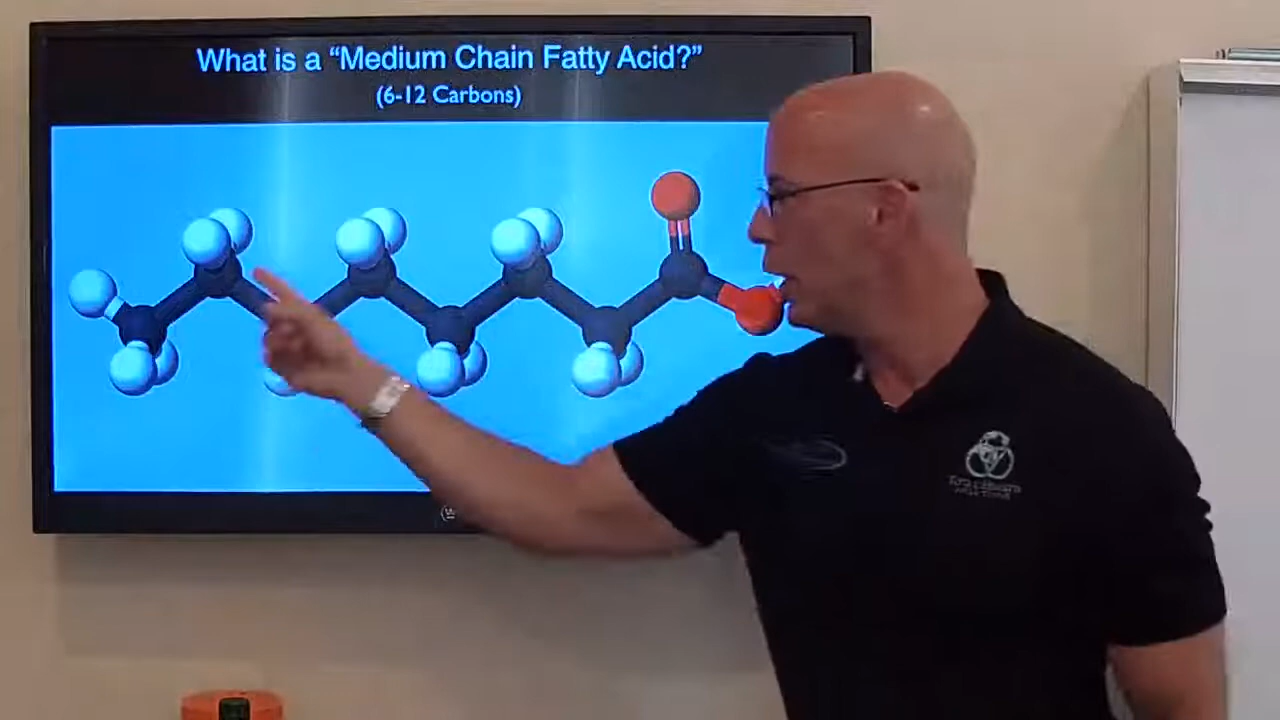 What is a “Medium Chain Fatty Acid?”
(6-12 Carbons)